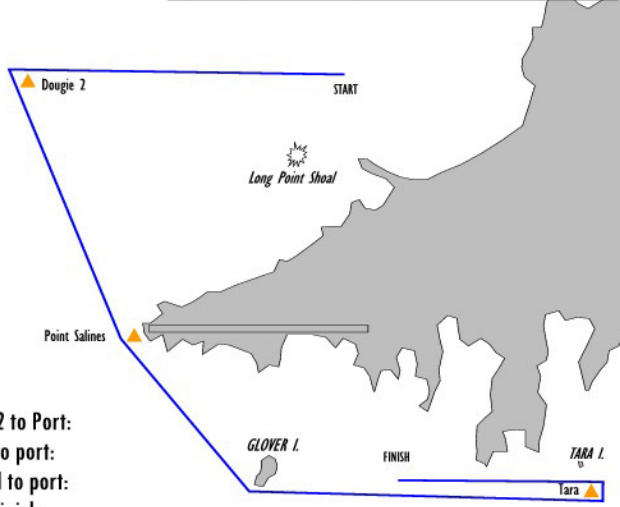 Dougie 2
START
Long Point Shoal
Point Salines
2 to Port:
o port:
to port:
GLOVER I.
FINISH
TARA I.
Tara